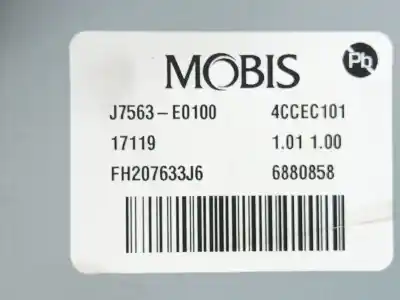 MOBIS
Pb
J7563-E0100 4CCEC101
17119 1.01 1.00
FH207633J6 6880858